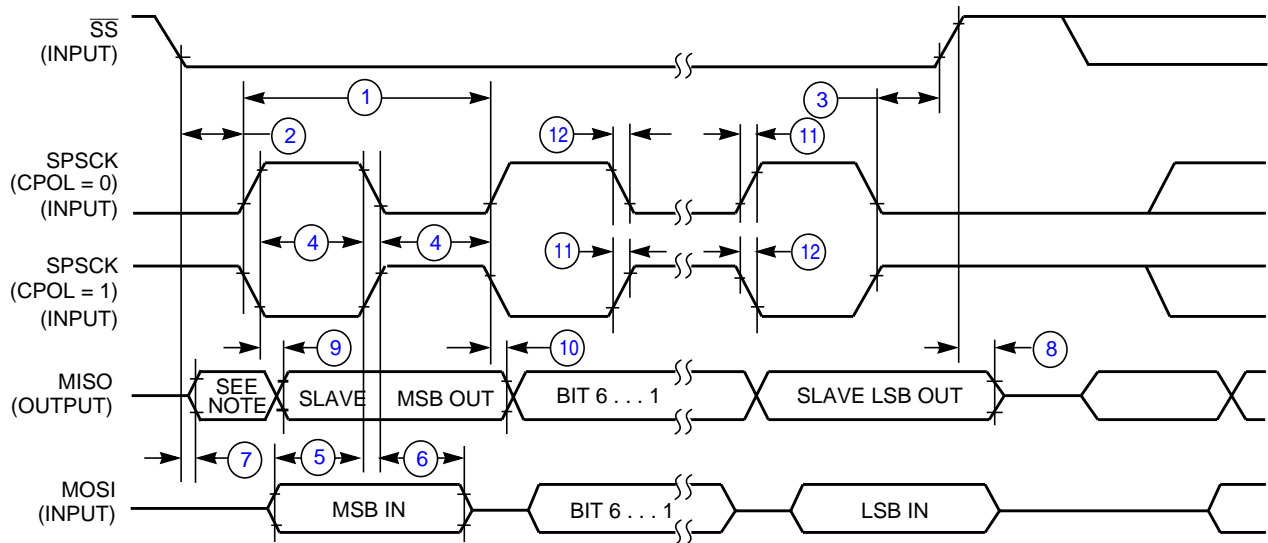 SS
(INPUT)
1
3
2
12
11
SPSCK
(CPOL = 0)
(INPUT)
4
4
11
12
SPSCK
(CPOL = 1)
(INPUT)
9
10
8
MISO
(OUTPUT)
SEE
NOTE
SLAVE
MSB OUT
BIT 6 . . . 1
SLAVE LSB OUT
7
5
6
MOSI
(INPUT)
MSB IN
BIT 6 . . . 1
LSB IN